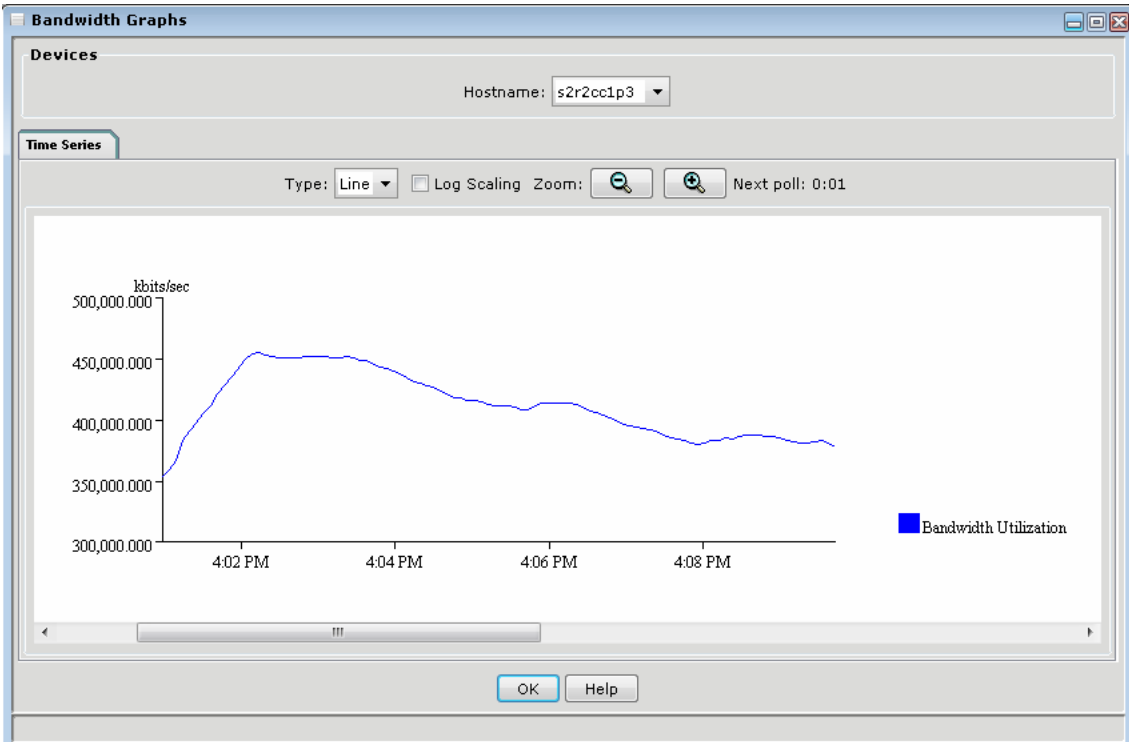 Bandwidth Graphs
Devices
Hostname: s2r2cc1p3
Time Series
Type: Line Log Scaling Zoom: Next poll: 0:01
kbits/sec
500,000.000
450,000.000
400,000.000
350,000.000
300,000.000
4:02 PM 4:04 PM 4:06 PM 4:08 PM
Bandwidth Utilization
OK Help